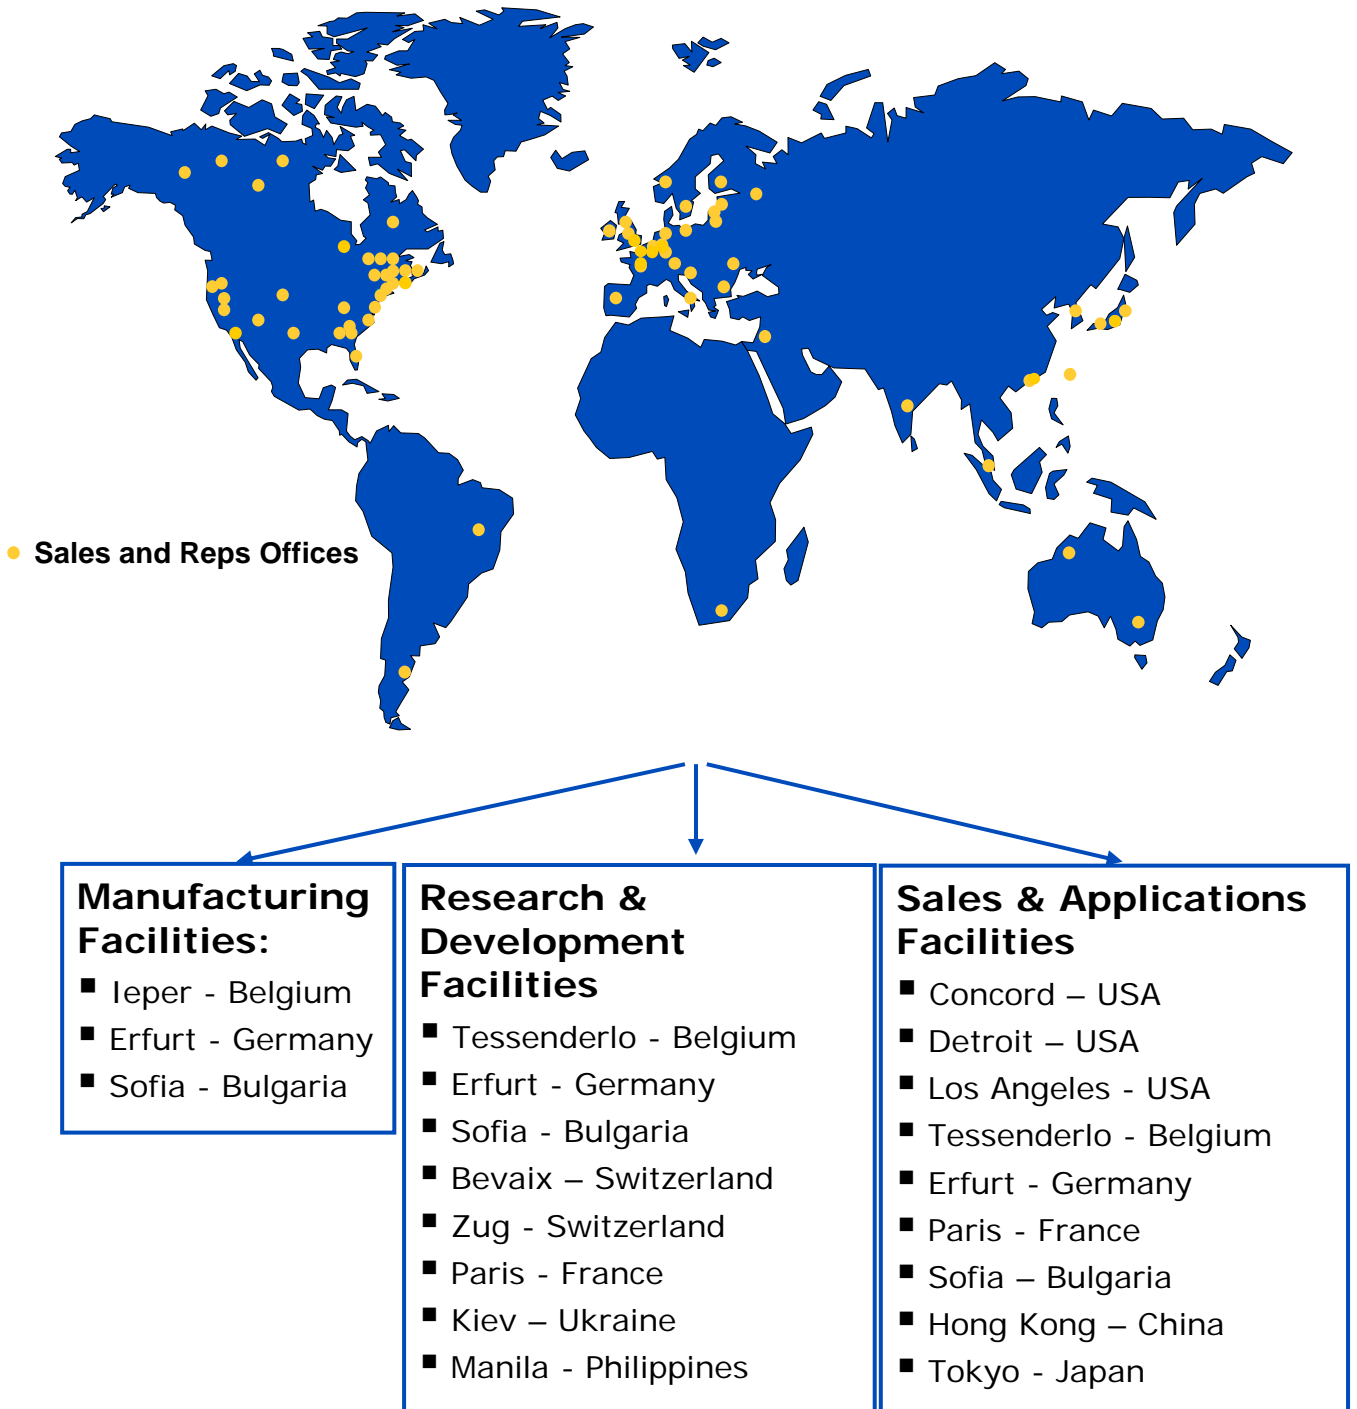 Sales and Reps Offices
Manufacturing
Facilities:
▪ Ieper - Belgium
▪ Erfurt - Germany
▪ Sofia - Bulgaria
Research &
Development
Facilities
▪ Tessenderlo - Belgium
▪ Erfurt - Germany
▪ Sofia - Bulgaria
▪ Bevaix – Switzerland
▪ Zug - Switzerland
▪ Paris - France
▪ Kiev – Ukraine
▪ Manila - Philippines
Sales & Applications
Facilities
▪ Concord – USA
▪ Detroit – USA
▪ Los Angeles - USA
▪ Tessenderlo - Belgium
▪ Erfurt - Germany
▪ Paris - France
▪ Sofia – Bulgaria
▪ Hong Kong – China
▪ Tokyo - Japan